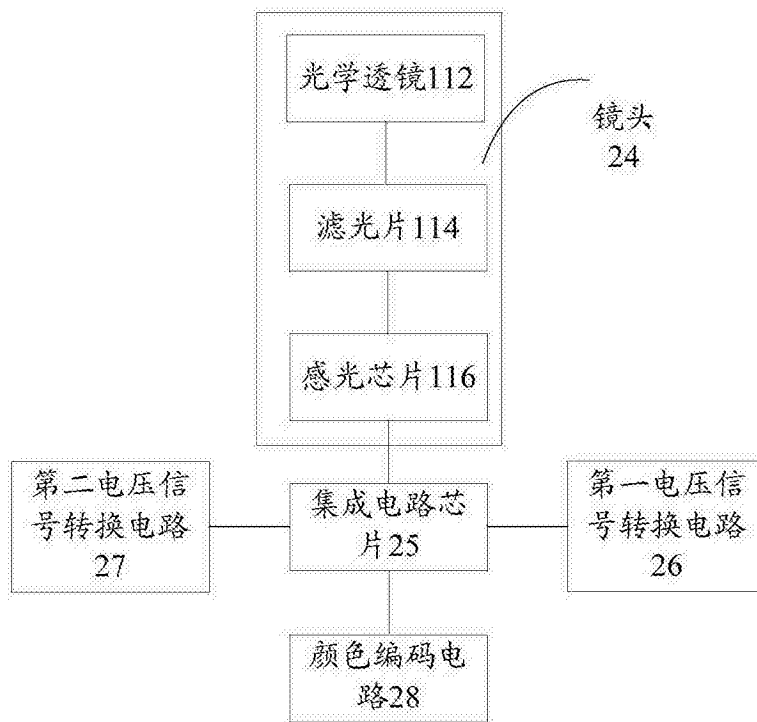 光学透镜112
镜头
24
滤光片114
感光芯片116
第二电压信
号转换电路
27
集成电路芯
片25
第一电压信
号转换电路
26
颜色编码电
路28